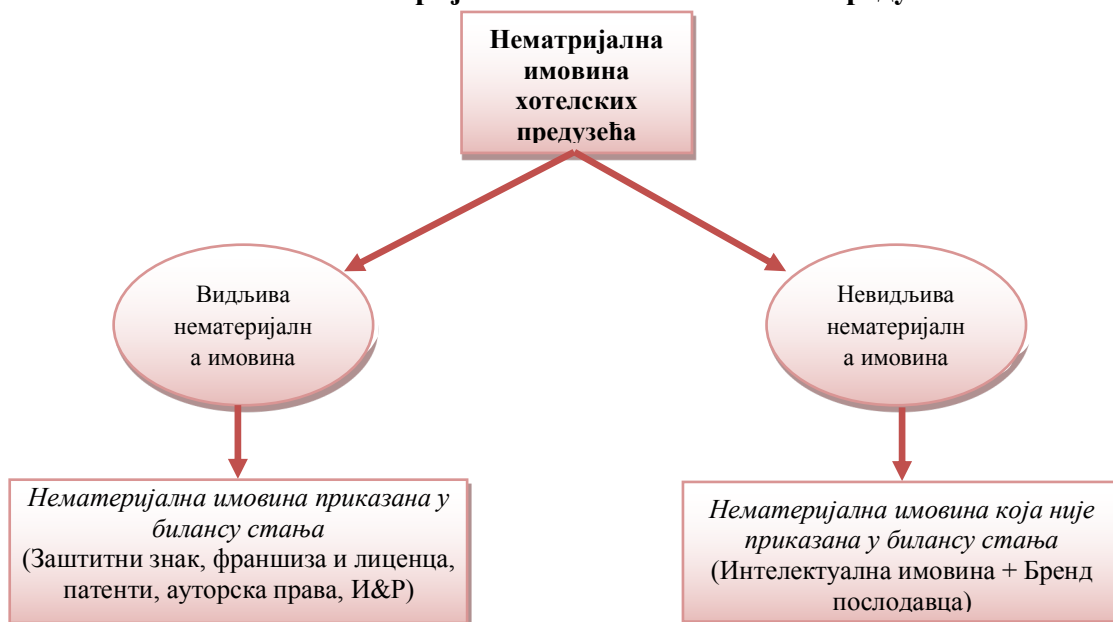 Нематријална
имовина
хотелских
предузећа
Видљива
нематеријалн
а имовина
Невидљива
нематеријалн
а имовина
Нематеријална имовина приказана у
билансу стања
(Заштитни знак, франшиза и лиценца,
патенти, ауторска права, И&Р)
Нематеријална имовина која није
приказана у билансу стања
(Интелектуална имовина + Бренд
послодавца)